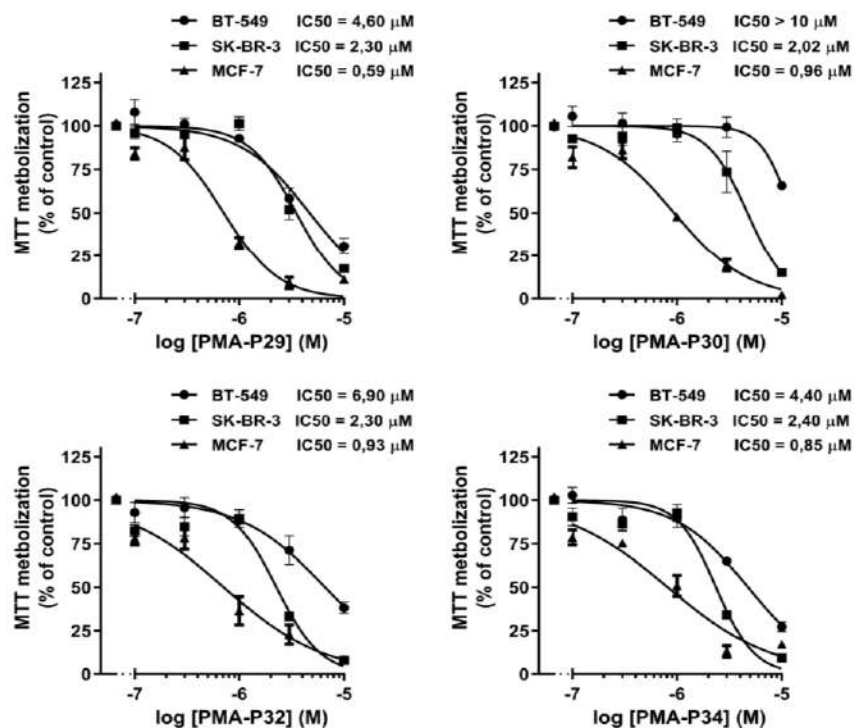 BT-549 IC50 = 4,60 µM
SK-BR-3 IC50 = 2,30 µM
MCF-7 IC50 = 0,59 µM
125
100
75
50
25
0
MTT metbolization
(% of control)
-7 -6 -5
log [PMA-P29] (M)
BT-549 IC50 > 10 µM
SK-BR-3 IC50 = 2,02 µM
MCF-7 IC50 = 0,96 µM
125
100
75
50
25
0
MTT metbolization
(% of control)
-7 -6 -5
log [PMA-P30] (M)
BT-549 IC50 = 6,90 µM
SK-BR-3 IC50 = 2,30 µM
MCF-7 IC50 = 0,93 µM
125
100
75
50
25
0
MTT metbolization
(% of control)
-7 -6 -5
log [PMA-P32] (M)
BT-549 IC50 = 4,40 µM
SK-BR-3 IC50 = 2,40 µM
MCF-7 IC50 = 0,85 µM
125
100
75
50
25
0
MTT metbolization
(% of control)
-7 -6 -5
log [PMA-P34] (M)